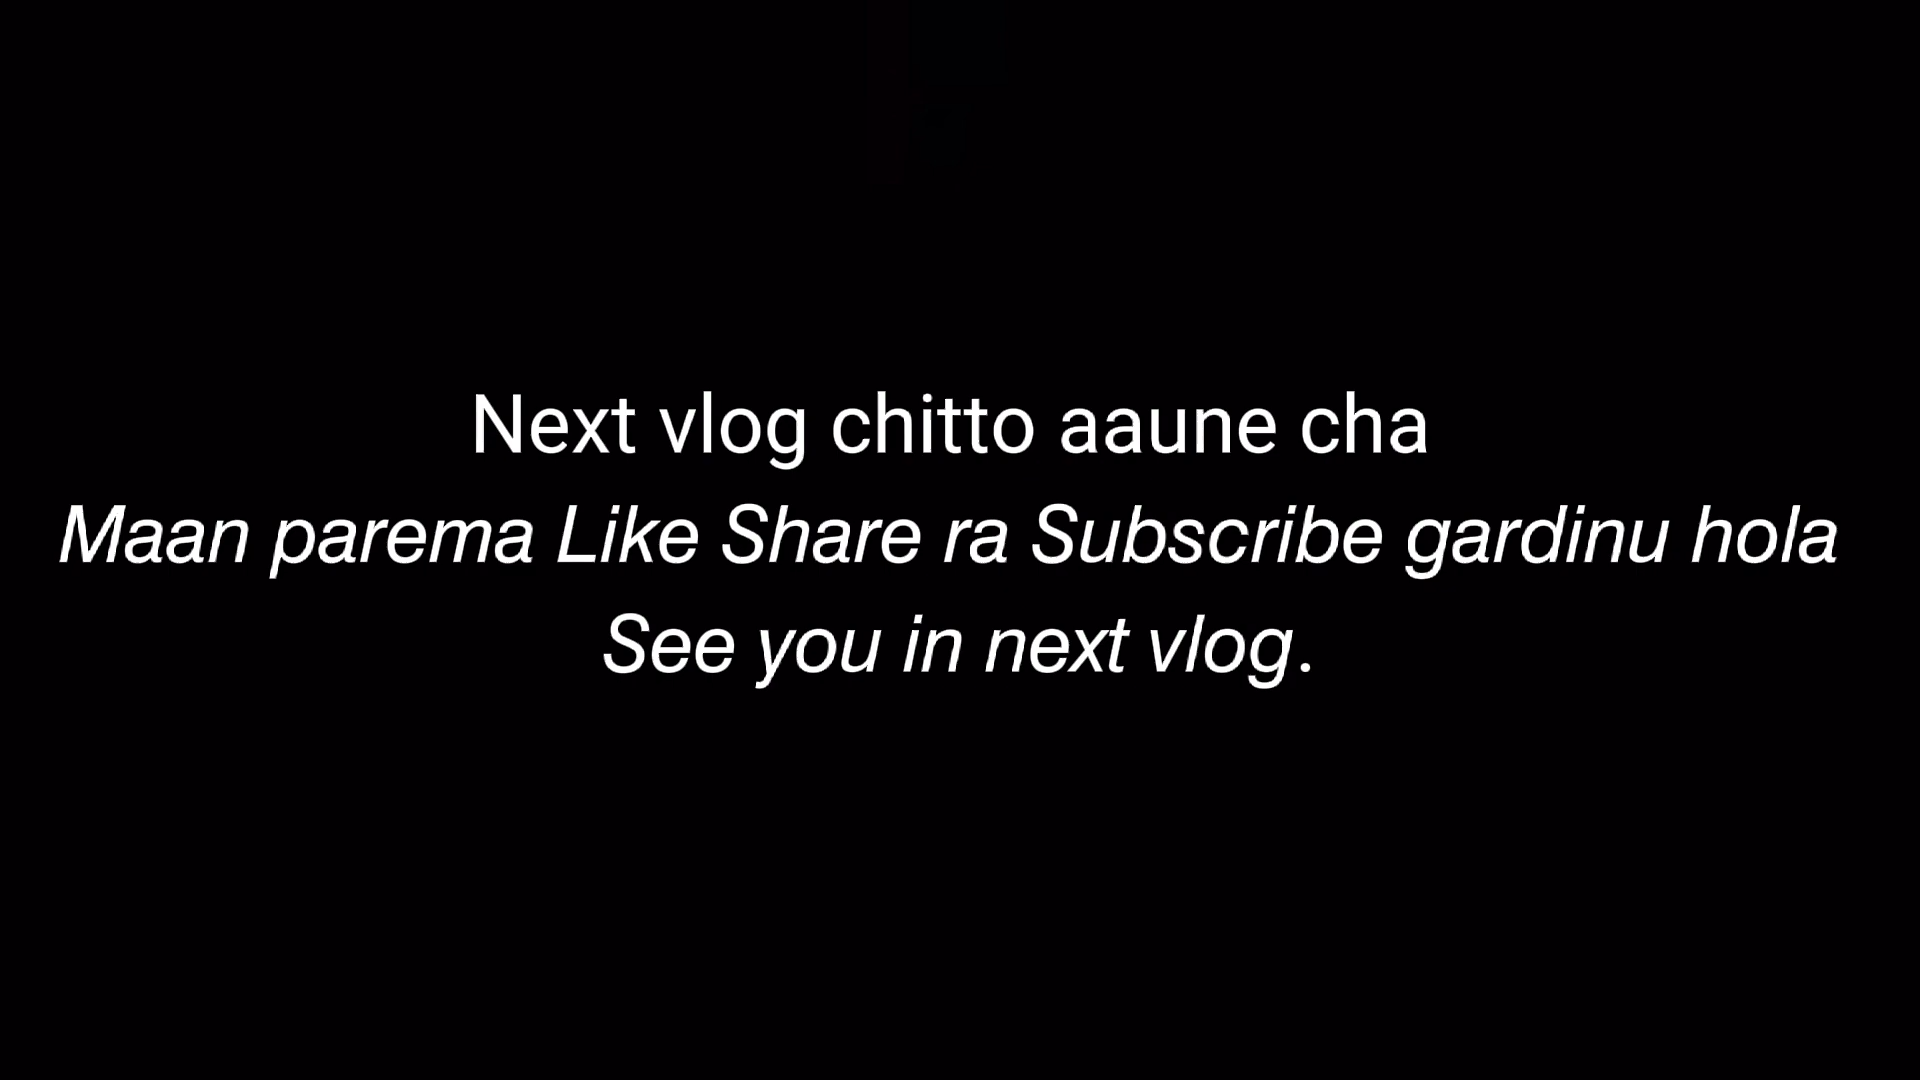 Next vlog chitto aaune cha
Maan parema Like Share ra Subscribe gardinu hola
See you in next vlog.